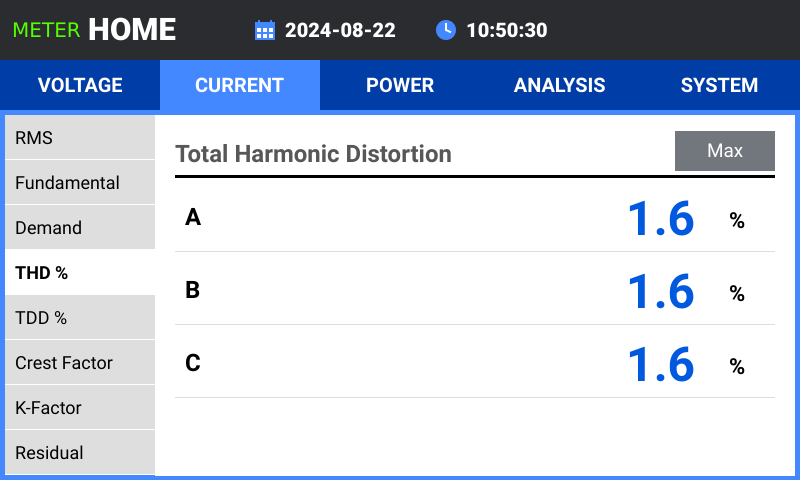 METER HOME 2024-08-22 10:50:30
VOLTAGE CURRENT POWER ANALYSIS SYSTEM
RMS
Fundamental
Demand
THD %
TDD %
Crest Factor
K-Factor
Residual
Total Harmonic Distortion Max
A 1.6 %
B 1.6 %
C 1.6 %